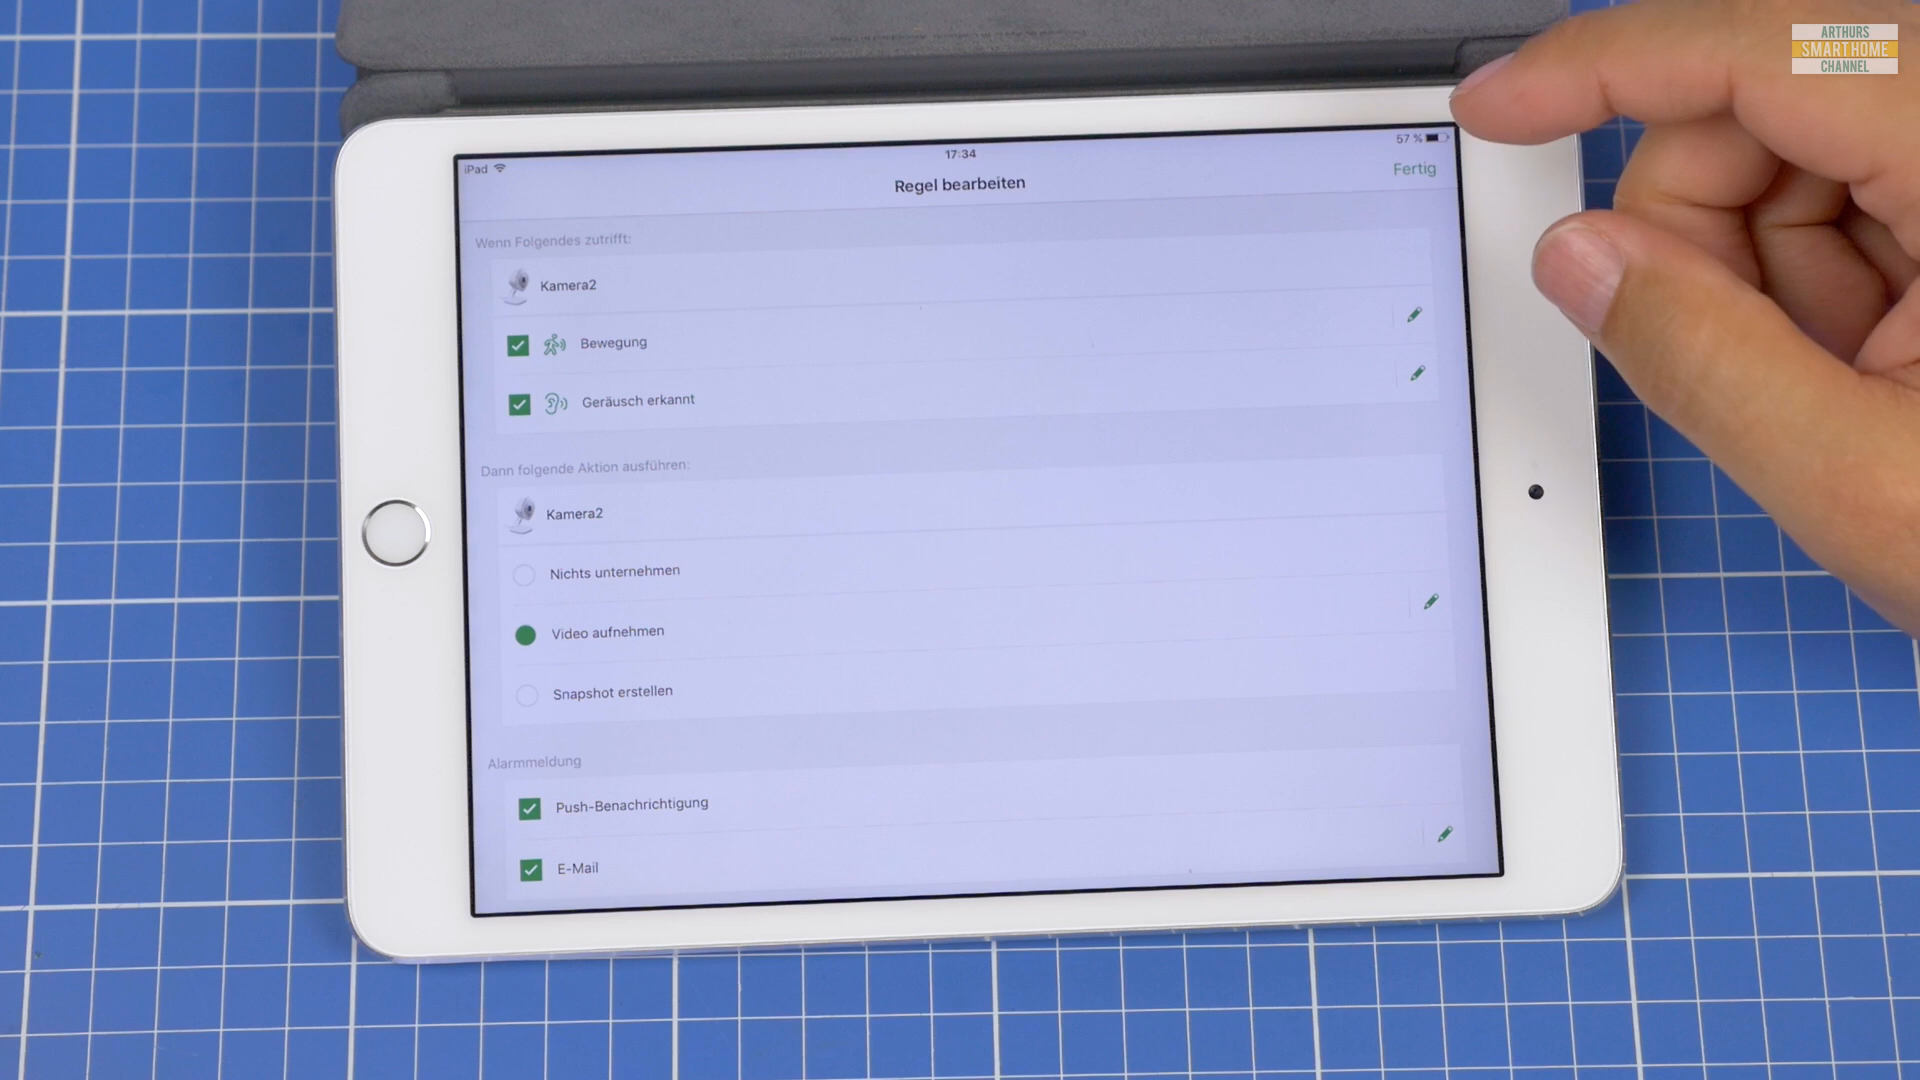 ARTHURS
SMART HOME
CHANNEL
iPad
17:34
57 %
Regel bearbeiten
Fertig
Wenn Folgendes zutrifft:
Kamera2
Bewegung
Geräusch erkannt
Dann folgende Aktion ausführen:
Kamera2
Nichts unternehmen
Video aufnehmen
Snapshot erstellen
Alarmmeldung
Push-Benachrichtigung
E-Mail